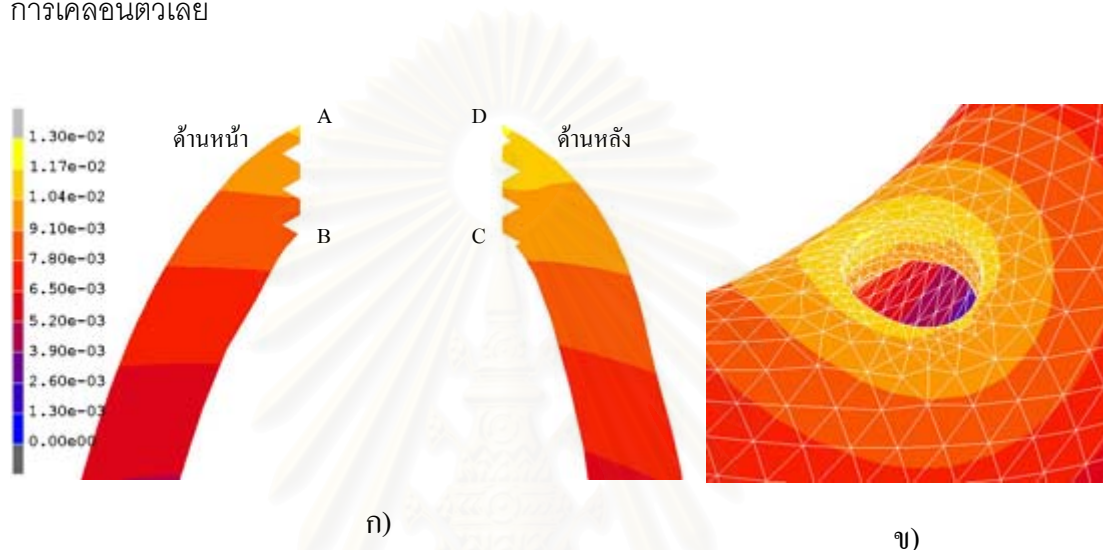 การเคลื่อนตัวเลย
A
D
ด้านหน้า
ด้านหลัง
B
C
1.30e-02
1.17e-02
1.04e-02
9.10e-03
7.80e-03
6.50e-03
5.20e-03
3.90e-03
2.60e-03
1.30e-03
0.00e00
ก)
ข)